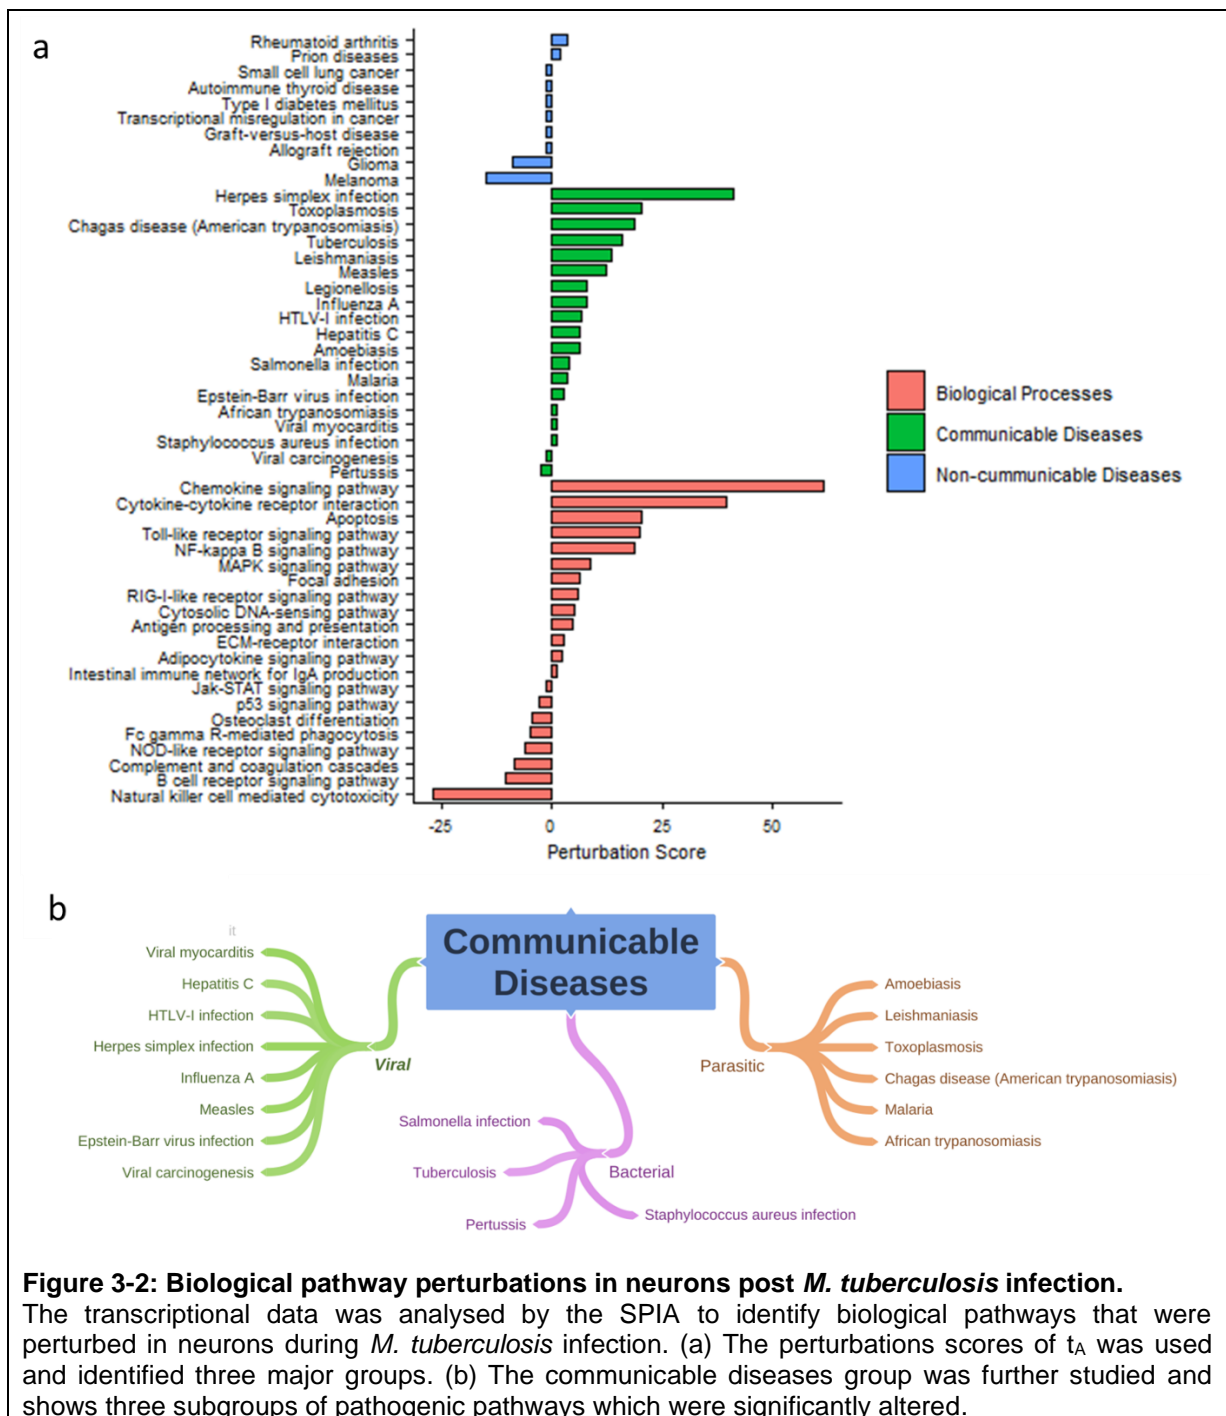 a
Rheumatoid arthritis
Prion diseases
Small cell lung cancer
Autoimmune thyroid disease
Type I diabetes mellitus
Transcriptional misregulation in cancer
Graft-versus-host disease
Allograft rejection
Glioma
Melanoma
Herpes simplex infection
Toxoplasmosis
Chagas disease (American trypanosomiasis)
Tuberculosis
Leishmaniasis
Measles
Legionellosis
Influenza A
HTLV-I infection
Hepatitis C
Amoebiasis
Salmonella infection
Malaria
Epstein-Barr virus infection
African trypanosomiasis
Viral myocarditis
Staphylococcus aureus infection
Viral carcinogenesis
Pertussis
Chemokine signaling pathway
Cytokine-cytokine receptor interaction
Apoptosis
Toll-like receptor signaling pathway
NF-kappa B signaling pathway
MAPK signaling pathway
Focal adhesion
RIG-I-like receptor signaling pathway
Cytosolic DNA-sensing pathway
Antigen processing and presentation
ECM-receptor interaction
Adipocytokine signaling pathway
Intestinal immune network for IgA production
Jak-STAT signaling pathway
p53 signaling pathway
Osteoclast differentiation
Fc gamma R-mediated phagocytosis
NOD-like receptor signaling pathway
Complement and coagulation cascades
B cell receptor signaling pathway
Natural killer cell mediated cytotoxicity
-25 0 25 50
Perturbation Score
Biological Processes
Communicable Diseases
Non-cummunicable Diseases
b
it
Communicable
Diseases
Viral myocarditis
Hepatitis C
HTLV-I infection
Herpes simplex infection
Influenza A
Measles
Epstein-Barr virus infection
Viral carcinogenesis
Viral
Salmonella infection
Tuberculosis
Pertussis
Bacterial
Staphylococcus aureus infection
Parasitic
Amoebiasis
Leishmaniasis
Toxoplasmosis
Chagas disease (American trypanosomiasis)
Malaria
African trypanosomiasis
Figure 3-2: Biological pathway perturbations in neurons post M. tuberculosis infection.
The transcriptional data was analysed by the SPIA to identify biological pathways that were
perturbed in neurons during M. tuberculosis infection. (a) The perturbations scores of tA was used
and identified three major groups. (b) The communicable diseases group was further studied and
shows three subgroups of pathogenic pathways which were significantly altered.